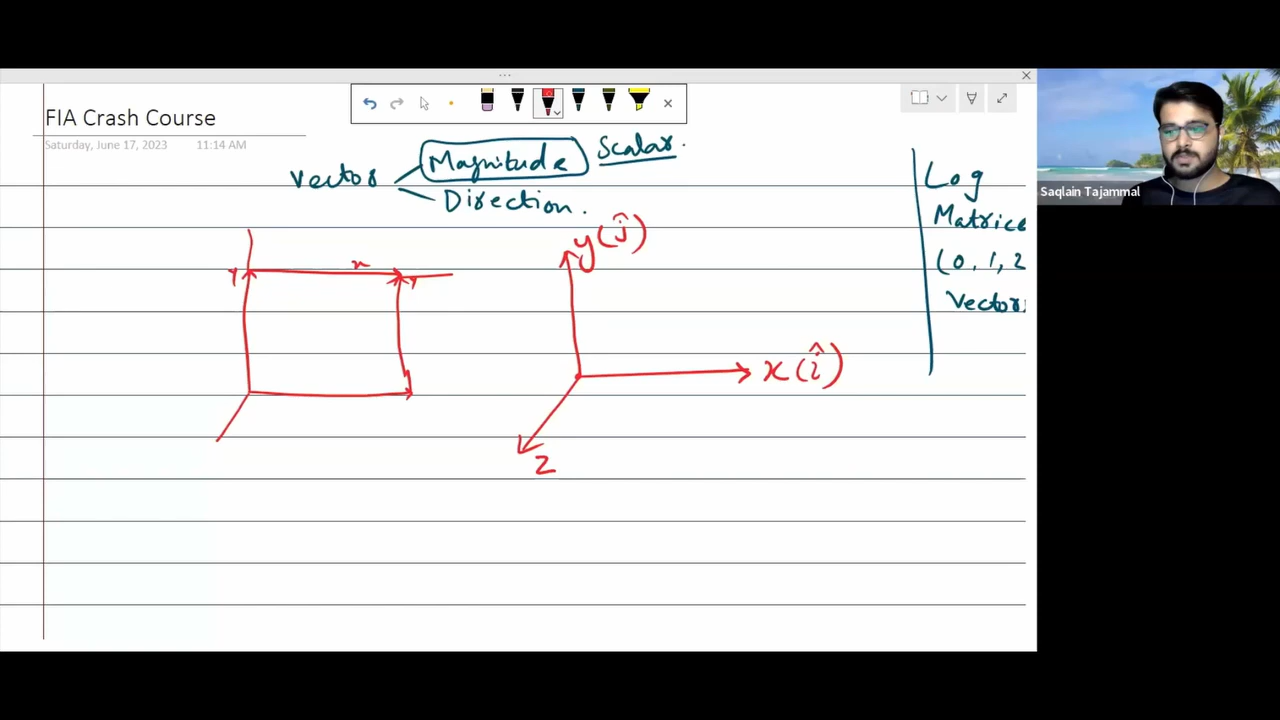 FIA Crash Course
Saturday, June 17, 2023 11:14 AM
Vector
Magnitude Scalar.
Direction.
Log
Matrice
(0, 1, 2
Vectors
y(ĵ)
x
y
y
x(î)
z
Saqlain Tajammal